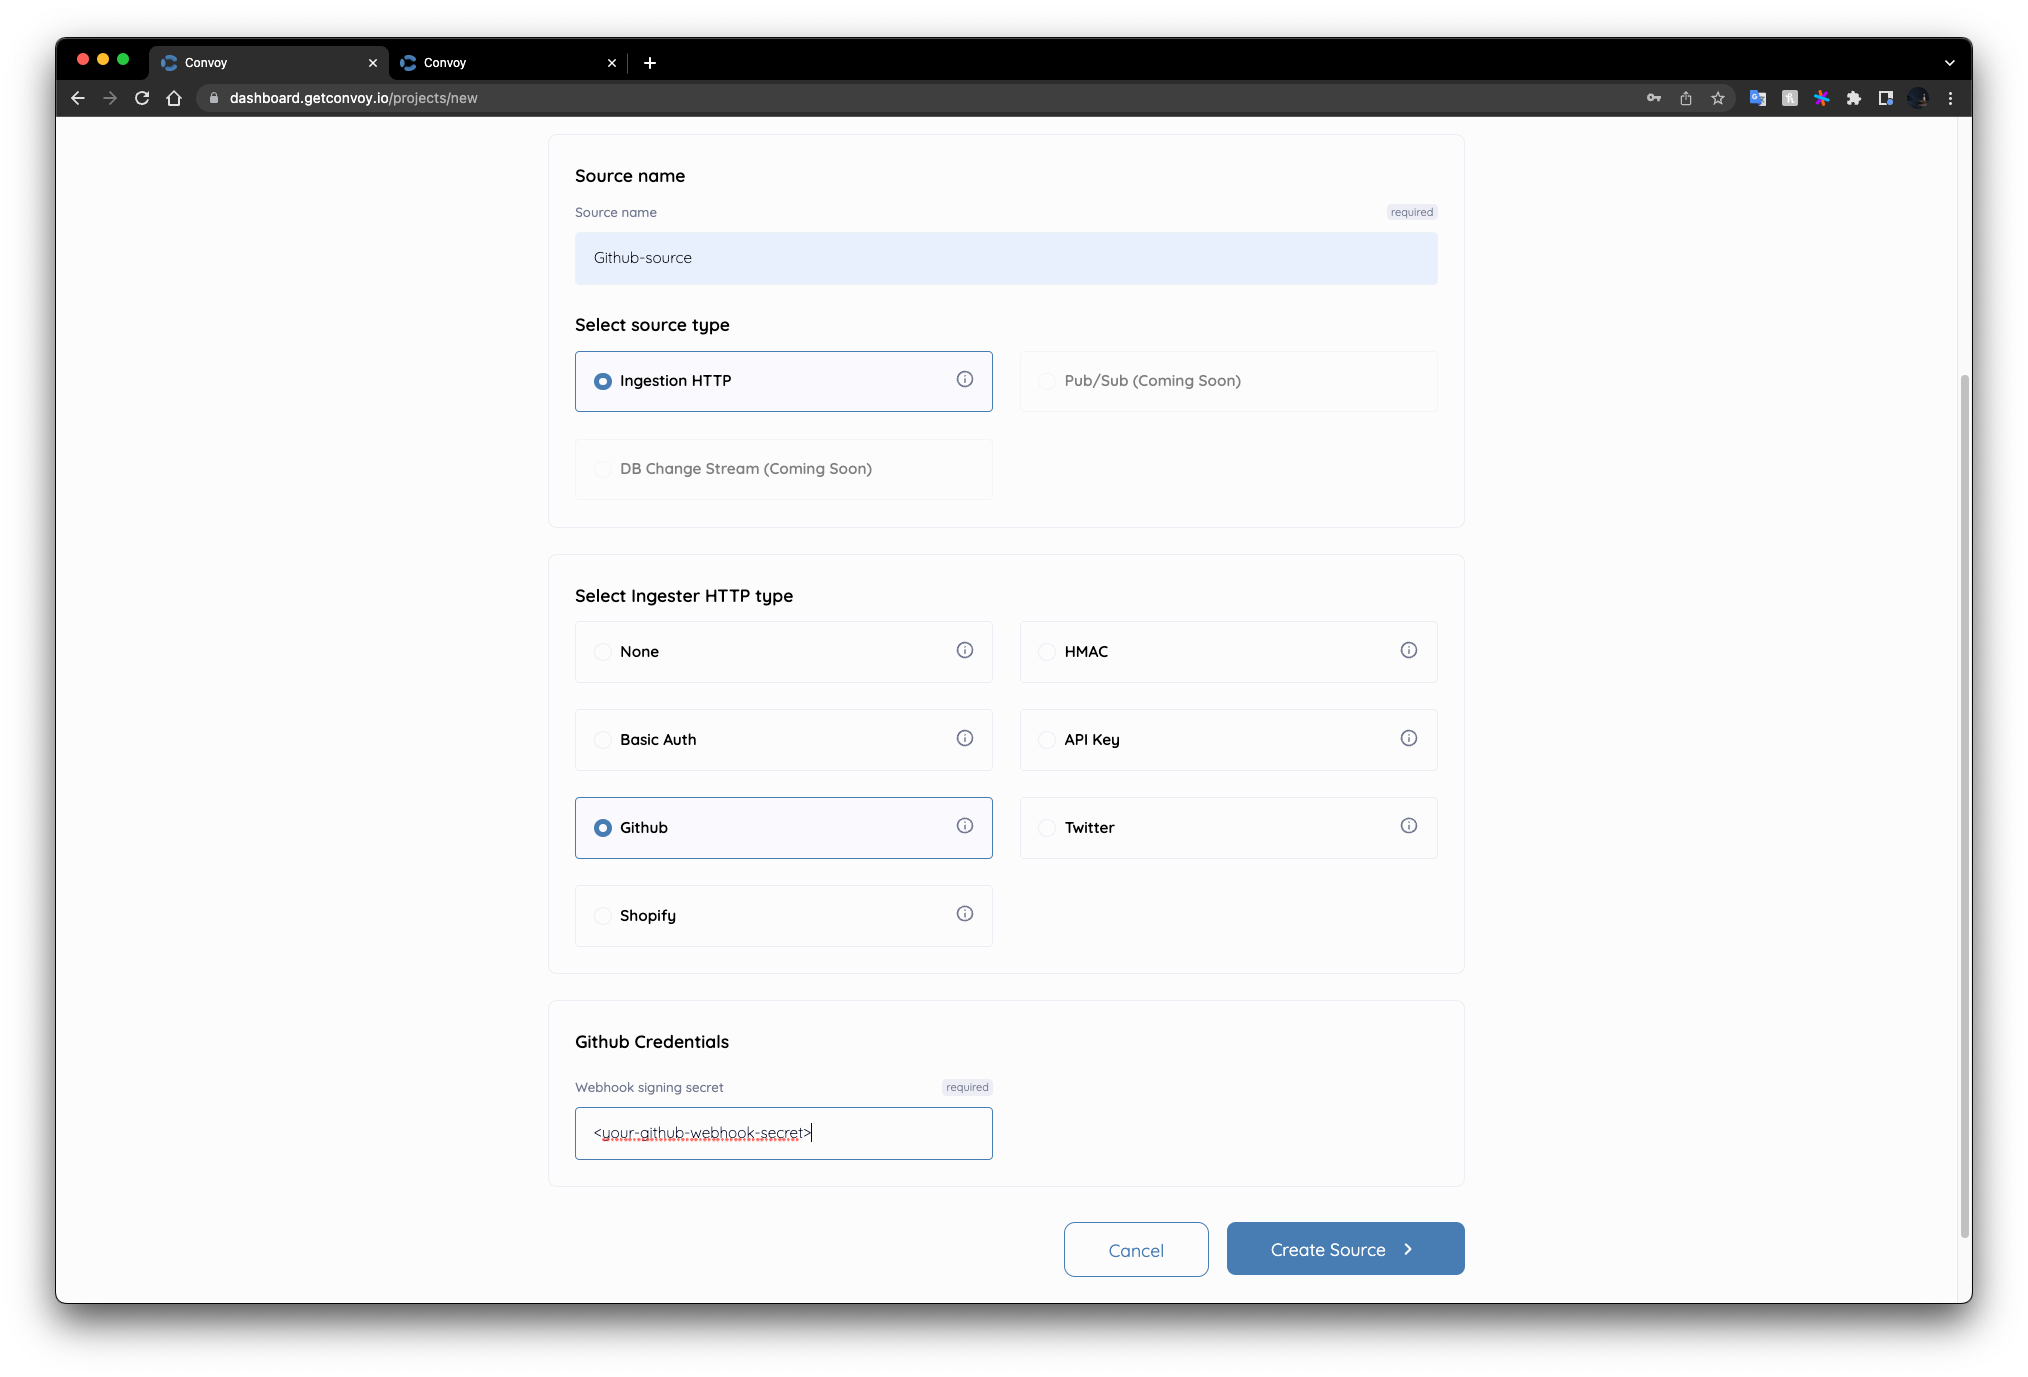 Convoy
Convoy
dashboard.getconvoy.io/projects/new
Source name
Source name required
Github-source
Select source type
Ingestion HTTP
Pub/Sub (Coming Soon)
DB Change Stream (Coming Soon)
Select Ingester HTTP type
None
HMAC
Basic Auth
API Key
Github
Twitter
Shopify
Github Credentials
Webhook signing secret required
<your-github-webhook-secret>
Cancel
Create Source